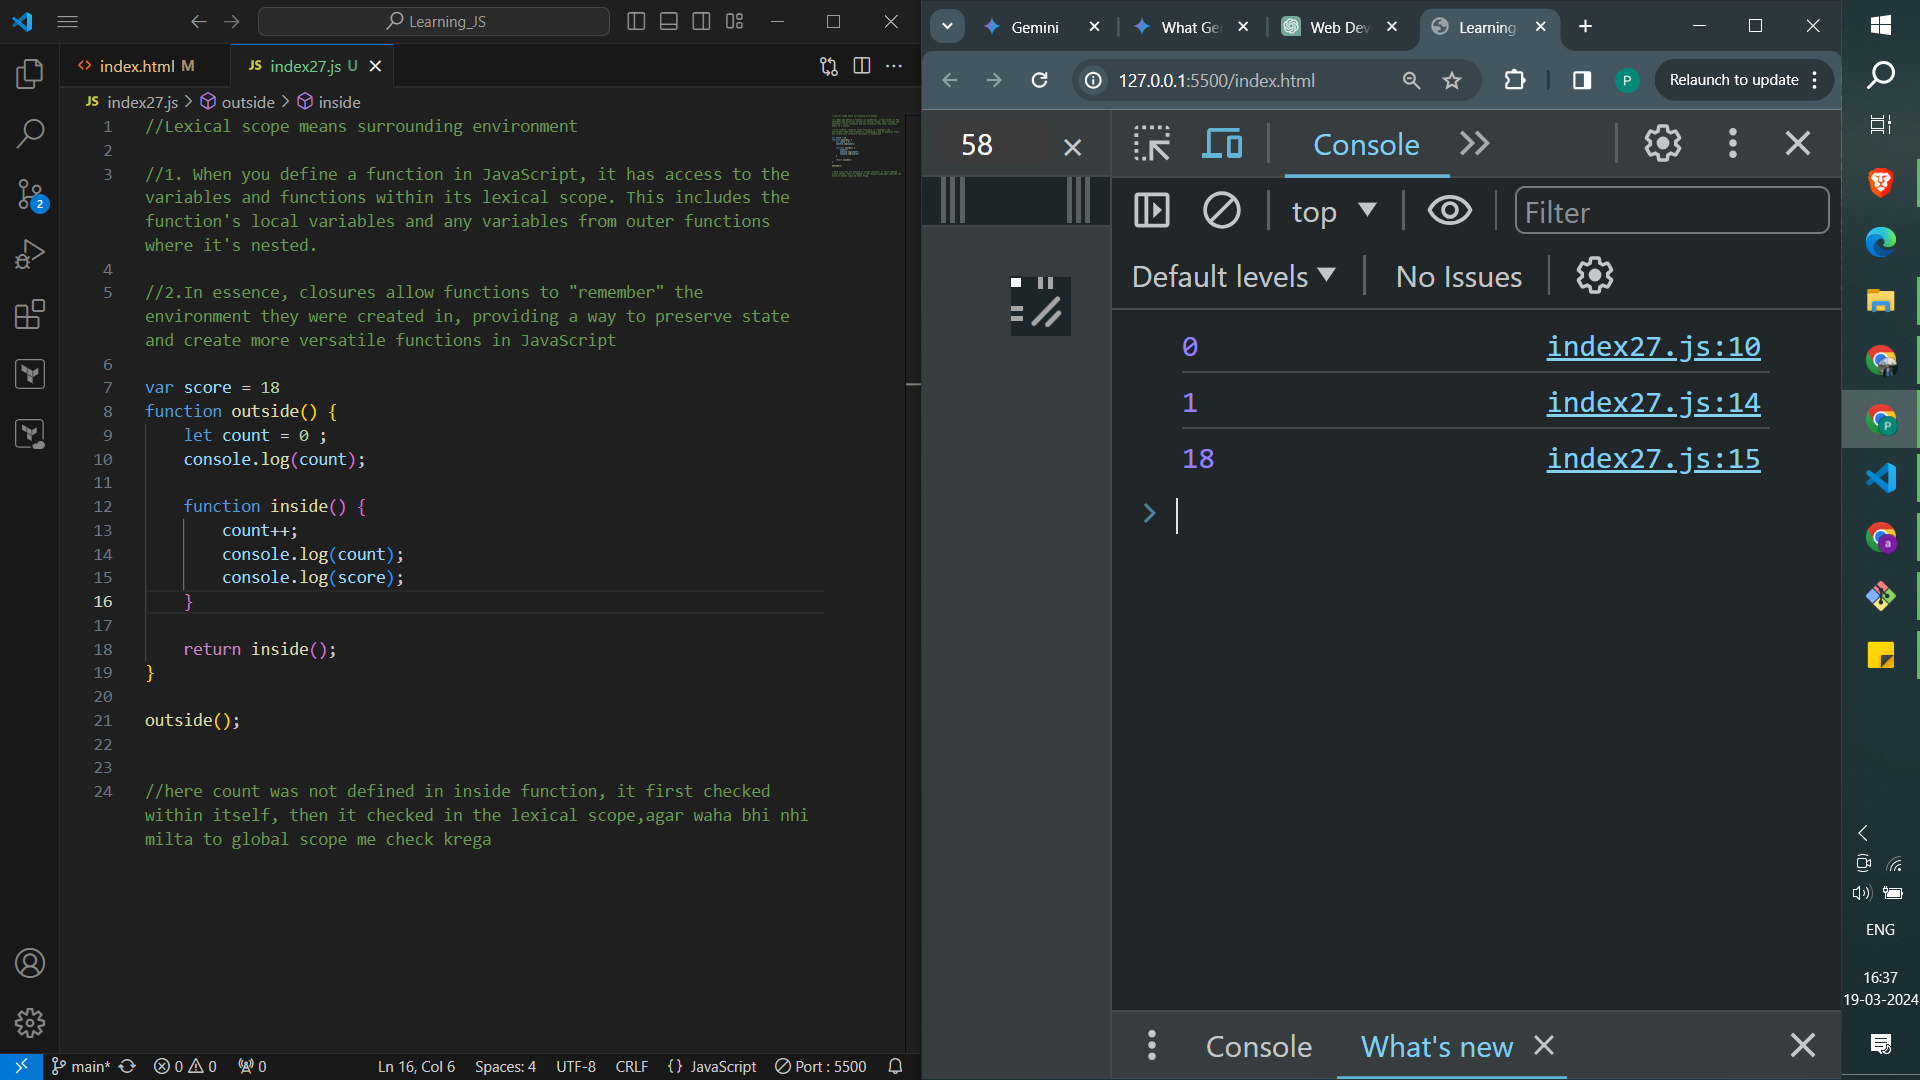 Learning_JS
index.html M
JS index27.js U
JS index27.js > outside > inside
1 //Lexical scope means surrounding environment
2
3 //1. When you define a function in JavaScript, it has access to the
variables and functions within its lexical scope. This includes the
function's local variables and any variables from outer functions
where it's nested.
4
5 //2.In essence, closures allow functions to "remember" the
environment they were created in, providing a way to preserve state
and create more versatile functions in JavaScript
6
7 var score = 18
8 function outside() {
9 let count = 0 ;
10 console.log(count);
11
12 function inside() {
13 count++;
14 console.log(count);
15 console.log(score);
16 }
17
18 return inside();
19 }
20
21 outside();
22
23
24 //here count was not defined in inside function, it first checked
within itself, then it checked in the lexical scope,agar waha bhi nhi
milta to global scope me check krega
2
main* 0 0 0 Ln 16, Col 6 Spaces: 4 UTF-8 CRLF {} JavaScript Port : 5500
Gemini
What Ge
Web Dev
Learning
127.0.0.1:5500/index.html
P
Relaunch to update
58
Console
top
Filter
Default levels
No Issues
0 index27.js:10
1 index27.js:14
18 index27.js:15
>
Console
What's new
P
a
ENG
16:37
19-03-2024